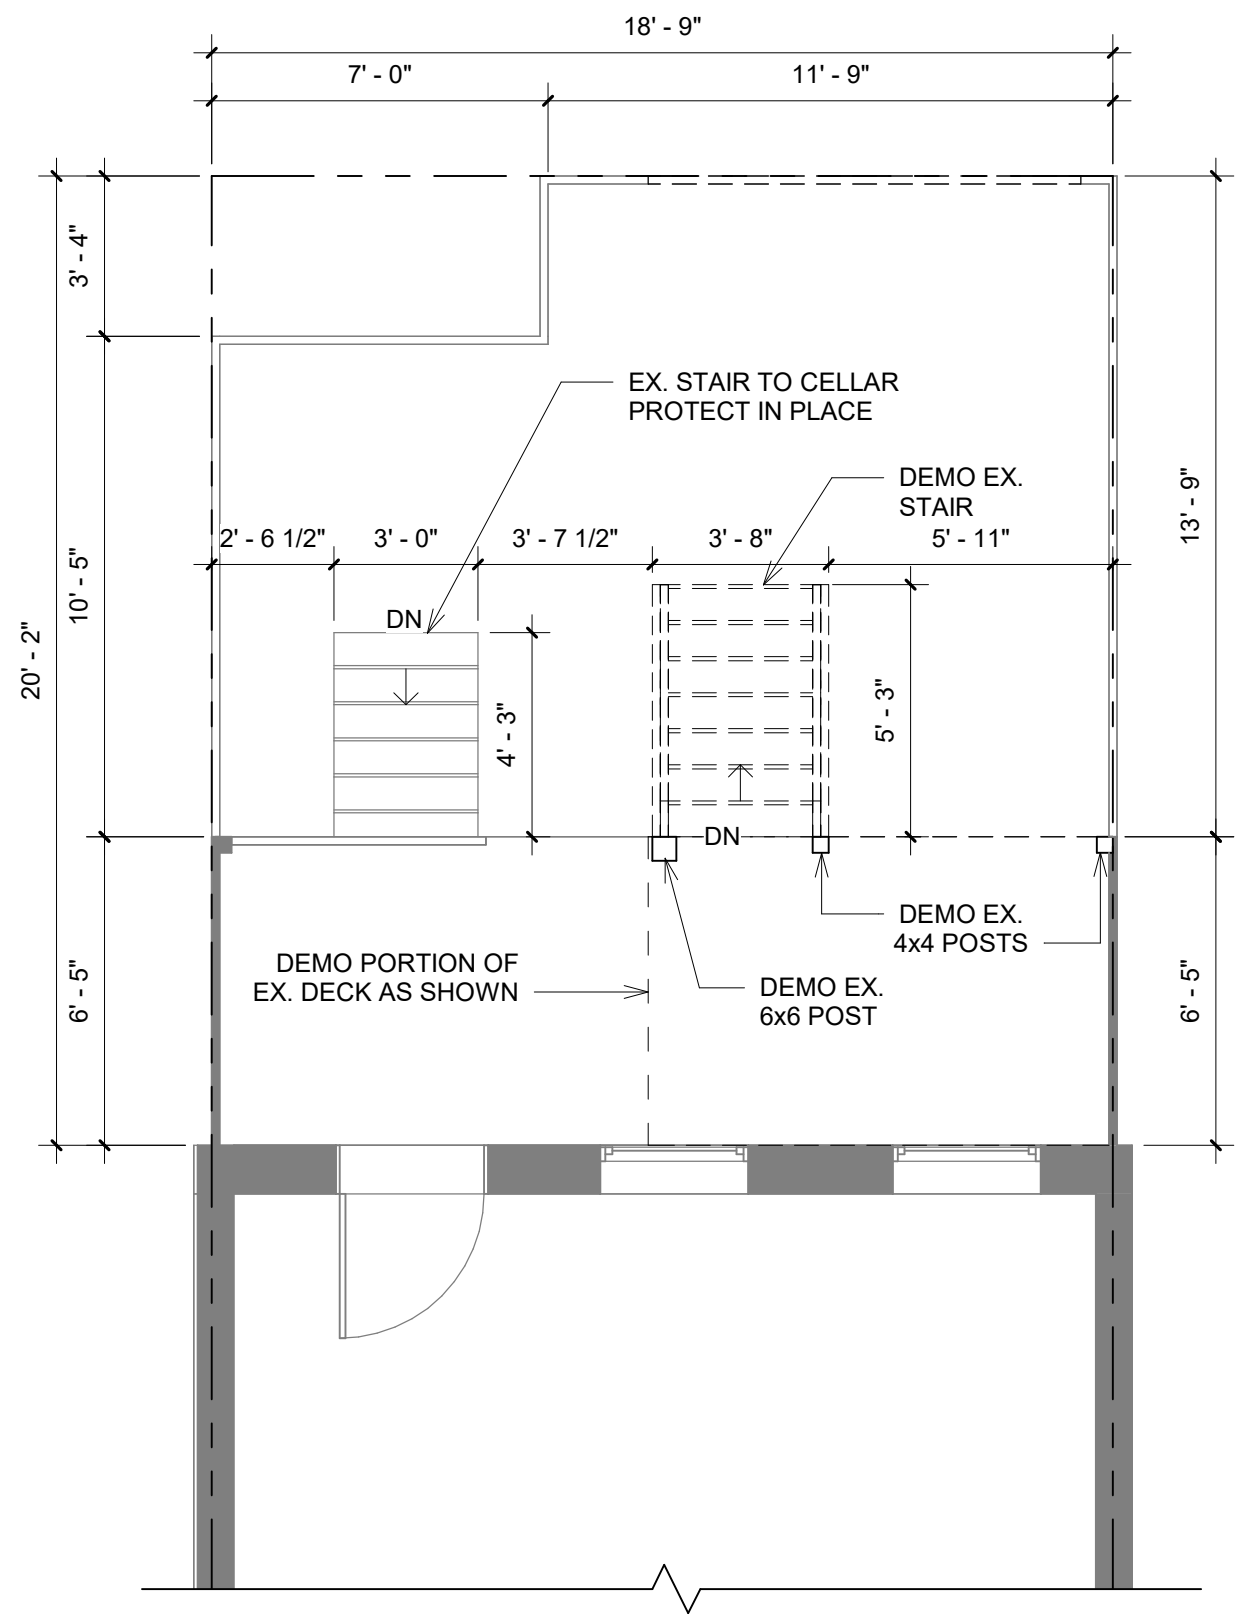 18' - 9"
7' - 0"
11' - 9"
3' - 4"
EX. STAIR TO CELLAR
PROTECT IN PLACE
DEMO EX.
STAIR
13' - 9"
2' - 6 1/2"
3' - 0"
3' - 7 1/2"
3' - 8"
5' - 11"
10' - 5"
20' - 2"
DN
4' - 3"
5' - 3"
DN
DEMO EX.
4x4 POSTS
DEMO PORTION OF
EX. DECK AS SHOWN
DEMO EX.
6x6 POST
6' - 5"
6' - 5"